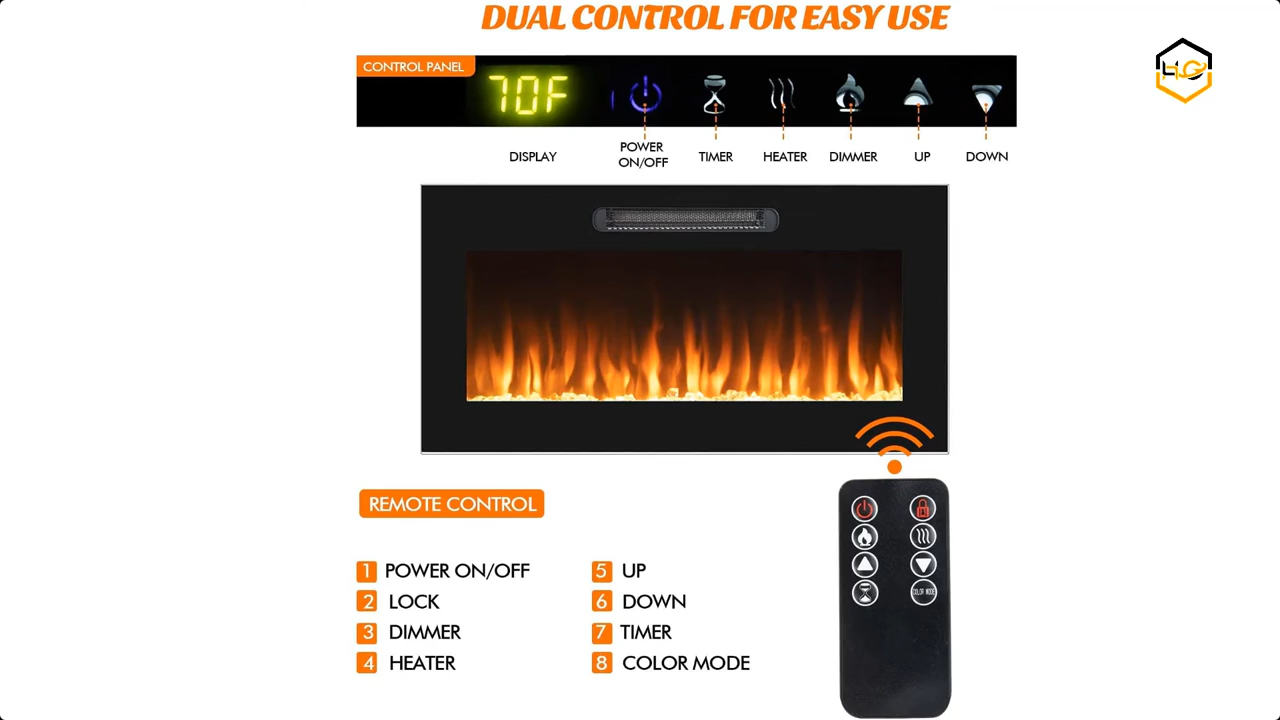 DUAL CONTROL FOR EASY USE
CONTROL PANEL
70F
DISPLAY
POWER
ON/OFF
TIMER
HEATER
DIMMER
UP
DOWN
REMOTE CONTROL
1 POWER ON/OFF
2 LOCK
3 DIMMER
4 HEATER
5 UP
6 DOWN
7 TIMER
8 COLOR MODE
COLOR MODE